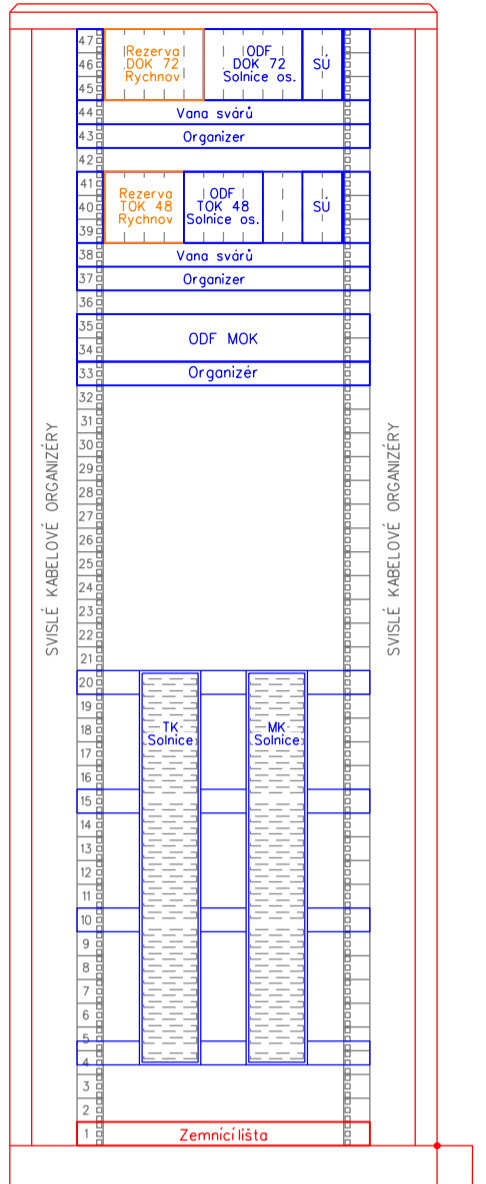 47
Rezerva
DOK 72
Rychnov
ODF
DOK 72
Solnice os.
SÚ
46
45
44
Vana svárů
43
Organizer
42
41
Rezerva
TOK 48
Rychnov
ODF
TOK 48
Solnice os.
SÚ
40
39
38
Vana svárů
37
Organizer
36
35
ODF MOK
34
33
Organizér
32
31
30
29
28
27
26
25
24
23
22
21
SVISLÉ KABELOVÉ ORGANIZÉRY
SVISLÉ KABELOVÉ ORGANIZÉRY
20
19
18
TK
Solnice
MK
Solnice
17
16
15
14
13
12
11
10
9
8
7
6
5
4
3
2
1
Zemnící lišta